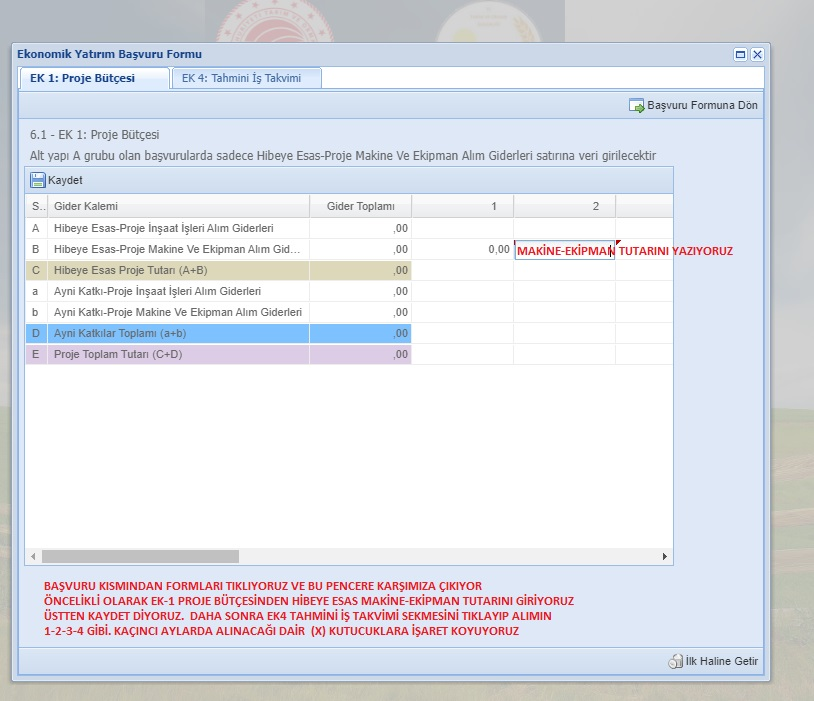 Ekonomik Yatırım Başvuru Formu
EK 1: Proje Bütçesi EK 4: Tahmini İş Takvimi
Başvuru Formuna Dön
6.1 - EK 1: Proje Bütçesi
Alt yapı A grubu olan başvurularda sadece Hibeye Esas-Proje Makine Ve Ekipman Alım Giderleri satırına veri girilecektir
Kaydet
S.. Gider Kalemi Gider Toplamı 1 2
A Hibeye Esas-Proje İnşaat İşleri Alım Giderleri ,00
B Hibeye Esas-Proje Makine Ve Ekipman Alım Gid... ,00 0,00 MAKİNE-EKİPMAN TUTARINI YAZIYORUZ
C Hibeye Esas Proje Tutarı (A+B) ,00
a Ayni Katkı-Proje İnşaat İşleri Alım Giderleri ,00
b Ayni Katkı-Proje Makine Ve Ekipman Alım Giderleri ,00
D Ayni Katkılar Toplamı (a+b) ,00
E Proje Toplam Tutarı (C+D) ,00
BAŞVURU KISMINDAN FORMLARI TIKLIYORUZ VE BU PENCERE KARŞIMIZA ÇIKIYOR
ÖNCELİKLİ OLARAK EK-1 PROJE BÜTÇESİNDEN HİBEYE ESAS MAKİNE-EKİPMAN TUTARINI GİRİYORUZ
ÜSTTEN KAYDET DİYORUZ. DAHA SONRA EK4 TAHMİNİ İŞ TAKVİMİ SEKMESİNİ TIKLAYIP ALIMIN
1-2-3-4 GİBİ. KAÇINCI AYLARDA ALINACAĞI DAİR (X) KUTUCUKLARA İŞARET KOYUYORUZ
İlk Haline Getir